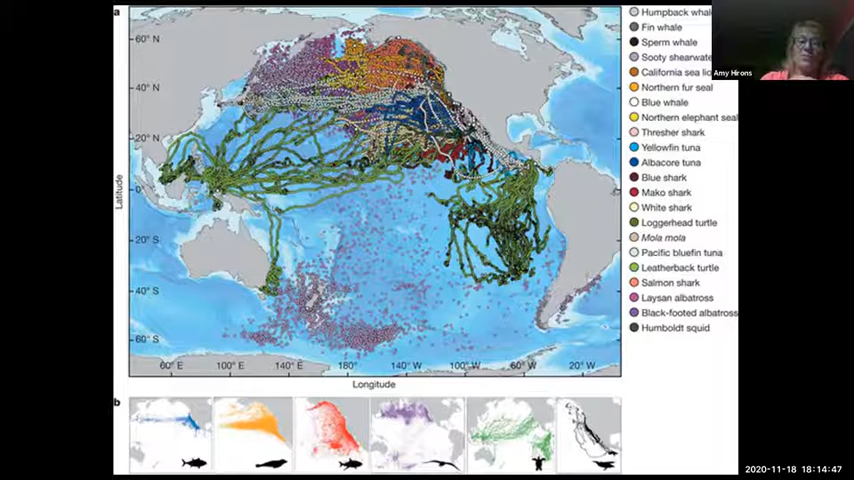 a
60° N
40° N
20° N
0
20° S
40° S
60° S
Latitude
60° E
100° E
140° E
180°
140° W
100° W
60° W
20° W
Longitude
Humpback whal
Fin whale
Sperm whale
Sooty shearwate
California sea lio
Northern fur seal
Blue whale
Northern elephant seal
Thresher shark
Yellowfin tuna
Albacore tuna
Blue shark
Mako shark
White shark
Loggerhead turtle
Mola mola
Pacific bluefin tuna
Leatherback turtle
Salmon shark
Laysan albatross
Black-footed albatross
Humboldt squid
b
Amy Hirons
2020-11-18 18:14:47